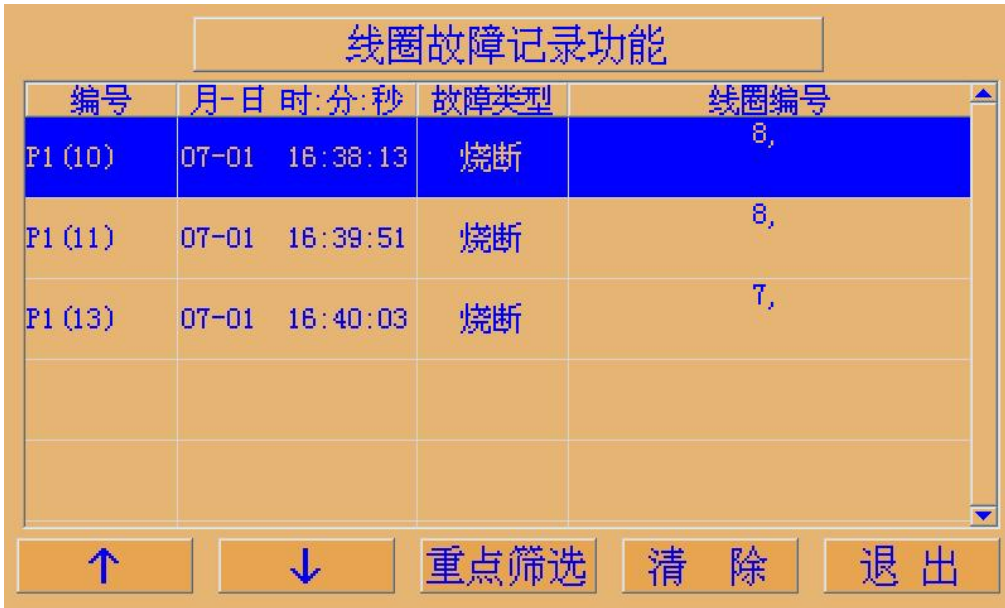 线圈故障记录功能
编号 月-日 时:分:秒 故障类型 线圈编号
P1(10) 07-01 16:38:13 烧断 8,
P1(11) 07-01 16:39:51 烧断 8,
P1(13) 07-01 16:40:03 烧断 7,
↑ ↓ 重点筛选 清 除 退 出